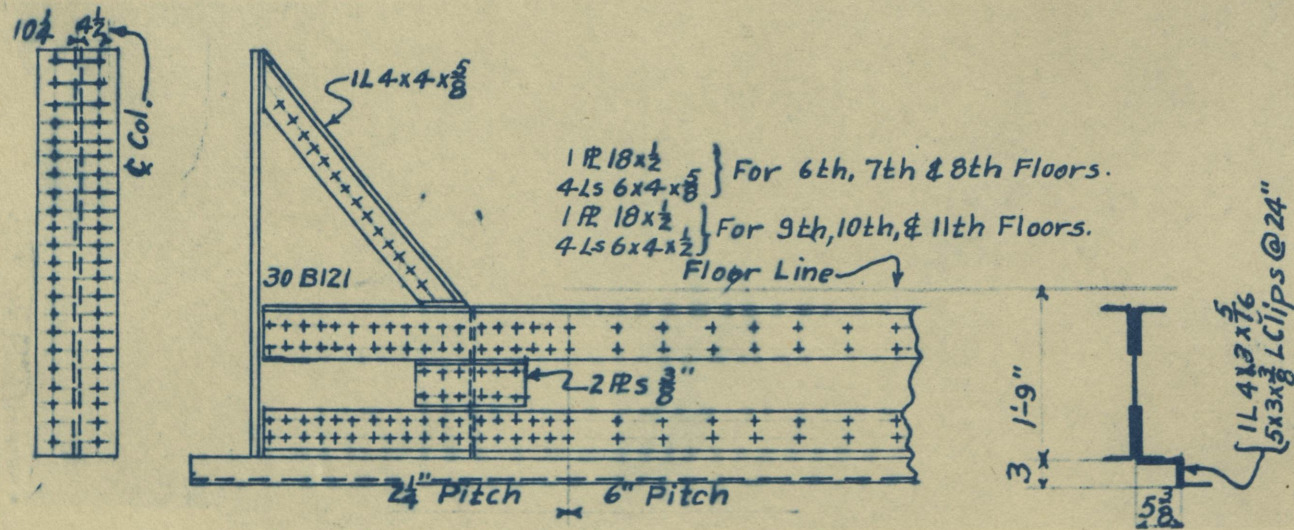 10¼ 4½
₵ Col.
1L 4x4x⅝
1 PL 18x½
4Ls 6x4x⅝ } For 6th, 7th & 8th Floors.
1 PL 18x½
4Ls 6x4x½ } For 9th, 10th, & 11th Floors.
Floor Line
30 B121
2 PLs ⅜"
2¼" Pitch 6" Pitch
1'-9"
3
5⅜
1L 4x3x5/16
5x3x⅜ L Clips @ 24"